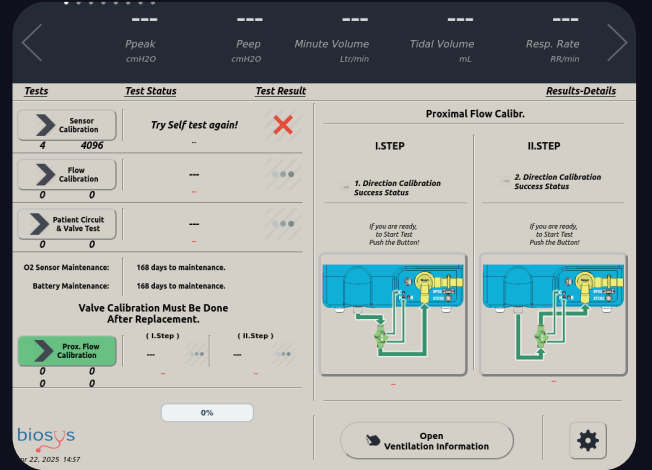 --- --- --- --- ---
Ppeak Peep Minute Volume Tidal Volume Resp. Rate
cmH2O cmH2O Ltr/min mL RR/min
Tests Test Status Test Result Results-Details
Sensor
Calibration
4 4096
Try Self test again!
--
Flow
Calibration
0 0
---
--
Patient Circuit
& Valve Test
0 0
---
--
O2 Sensor Maintenance: 168 days to maintenance.
Battery Maintenance: 168 days to maintenance.
Valve Calibration Must Be Done
After Replacement.
Prox. Flow
Calibration
0 0
0 0
( I.Step ) ( II.Step )
--- ---
-- --
0%
biosys
22, 2025 14:57
Proximal Flow Calibr.
I.STEP
1. Direction Calibration
Success Status
If you are ready,
to Start Test
Push the Button!
--
II.STEP
2. Direction Calibration
Success Status
If you are ready,
to Start Test
Push the Button!
--
Open
Ventilation Information